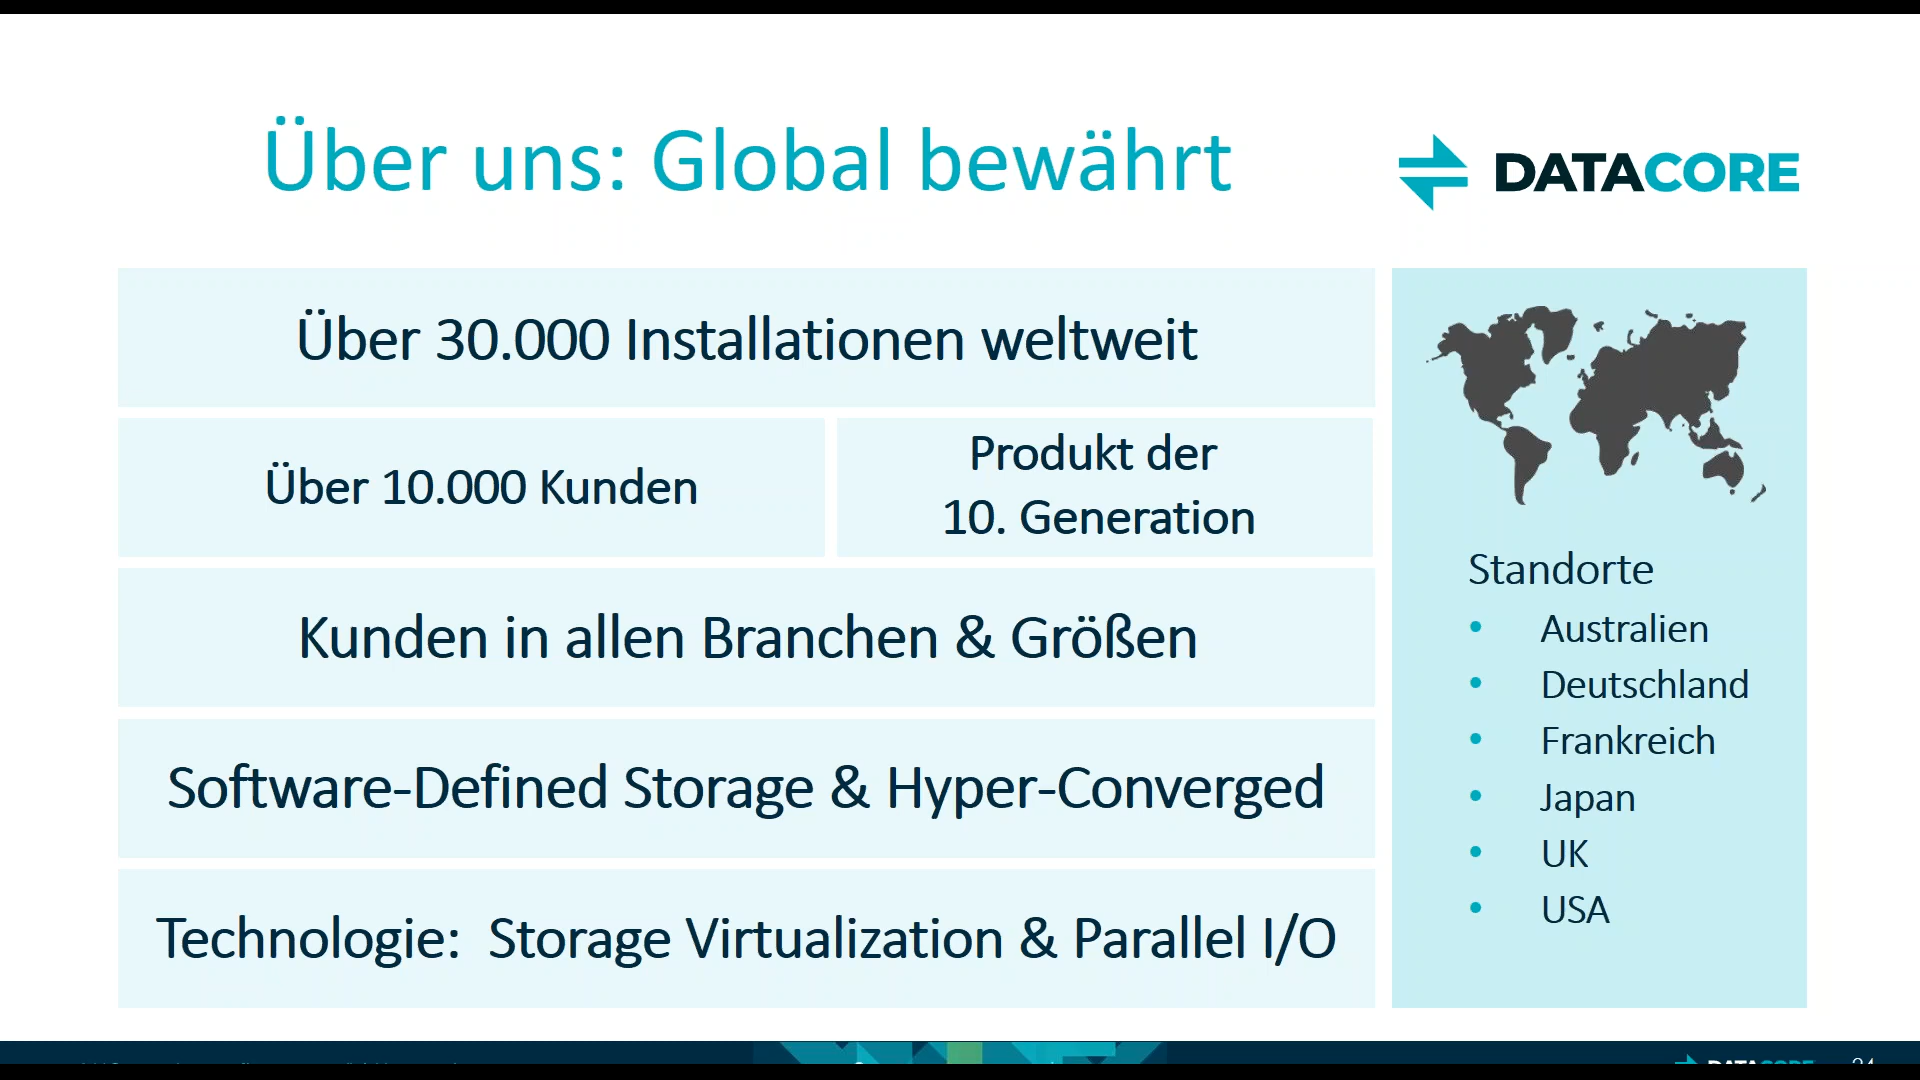 Über uns: Global bewährt
DATACORE
Über 30.000 Installationen weltweit
Über 10.000 Kunden
Produkt der
10. Generation
Kunden in allen Branchen & Größen
Software-Defined Storage & Hyper-Converged
Technologie: Storage Virtualization & Parallel I/O
Standorte
• Australien
• Deutschland
• Frankreich
• Japan
• UK
• USA
DATACORE